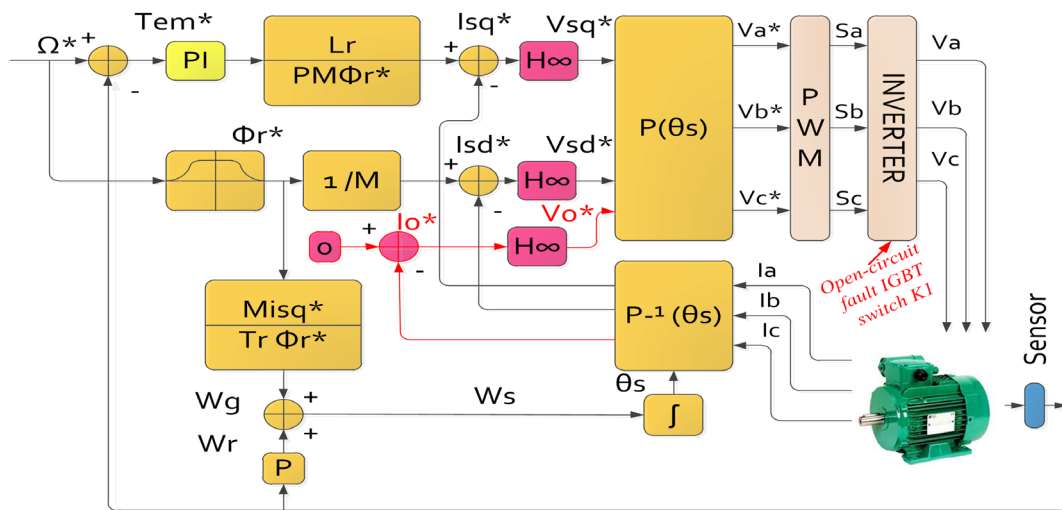 Ω*
+
-
Tem*
PI
Lr
PMΦr*
Isq*
+
-
H∞
Vsq*
P(θs)
Va*
Vb*
Vc*
PWM
Sa
Sb
Sc
INVERTER
Va
Vb
Vc
Φr*
1 /M
Isd*
+
-
H∞
Vsd*
o
+
-
Io*
H∞
Vo*
Open-circuit
fault IGBT
switch K1
Misq*
Tr Φr*
P-¹(θs)
Ia
Ib
Ic
θs
∫
Ws
Wg
+
+
Wr
P
Sensor